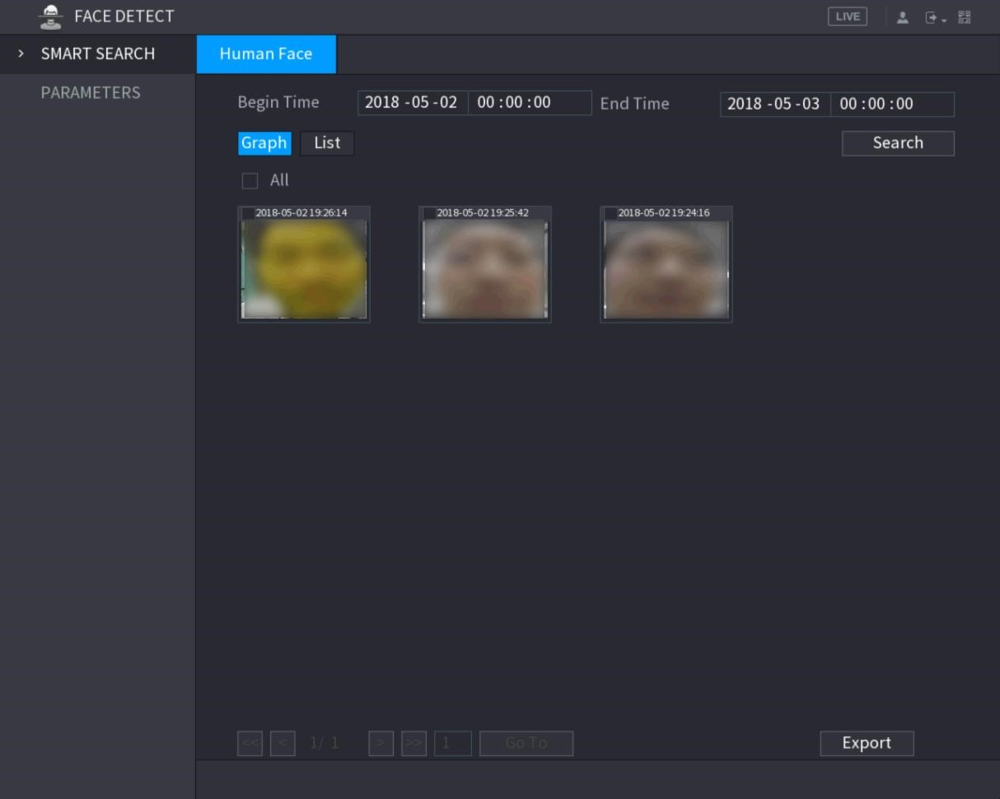 FACE DETECT LIVE
> SMART SEARCH Human Face
PARAMETERS
Begin Time 2018 -05 -02 00 :00 :00 End Time 2018 -05 -03 00 :00 :00
Graph List Search
All
2018-05-02 19:26:14 2018-05-02 19:25:42 2018-05-02 19:24:16
<< < 1/ 1 > >> 1 Go To Export